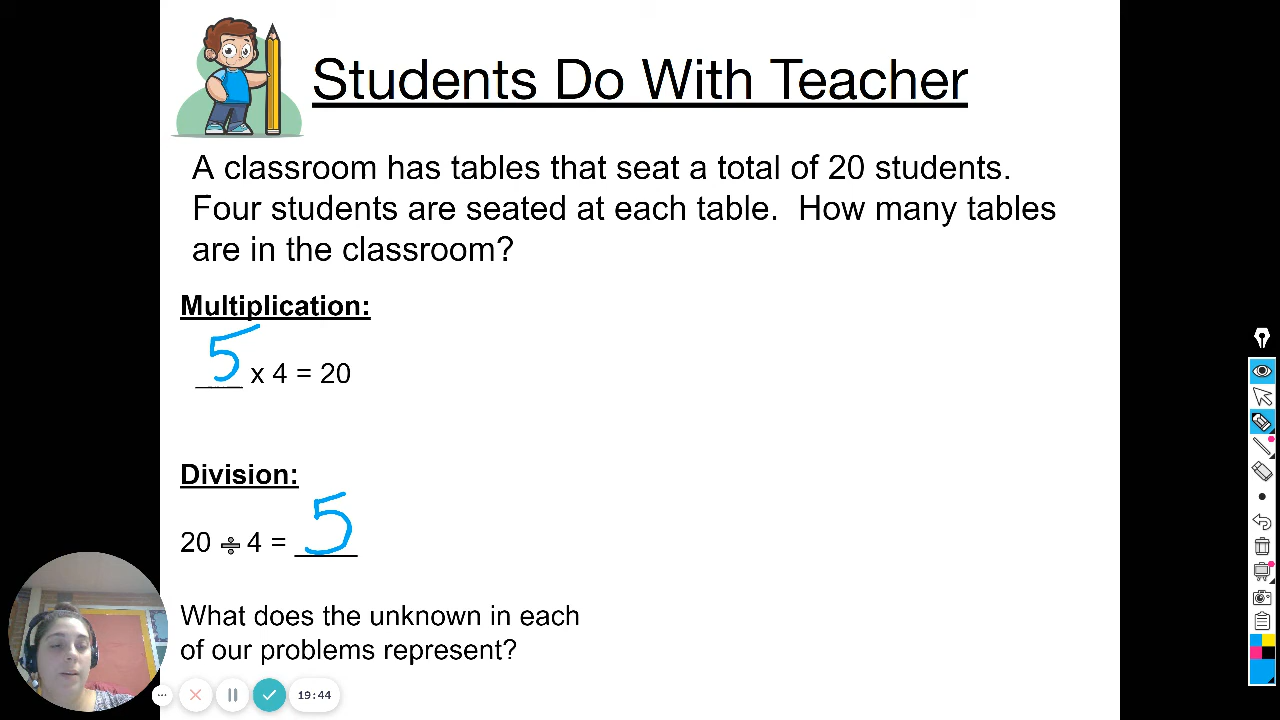 Students Do With Teacher
A classroom has tables that seat a total of 20 students.
Four students are seated at each table. How many tables
are in the classroom?
Multiplication:
5 x 4 = 20
Division:
20 ÷ 4 = 5
What does the unknown in each
of our problems represent?
19:44